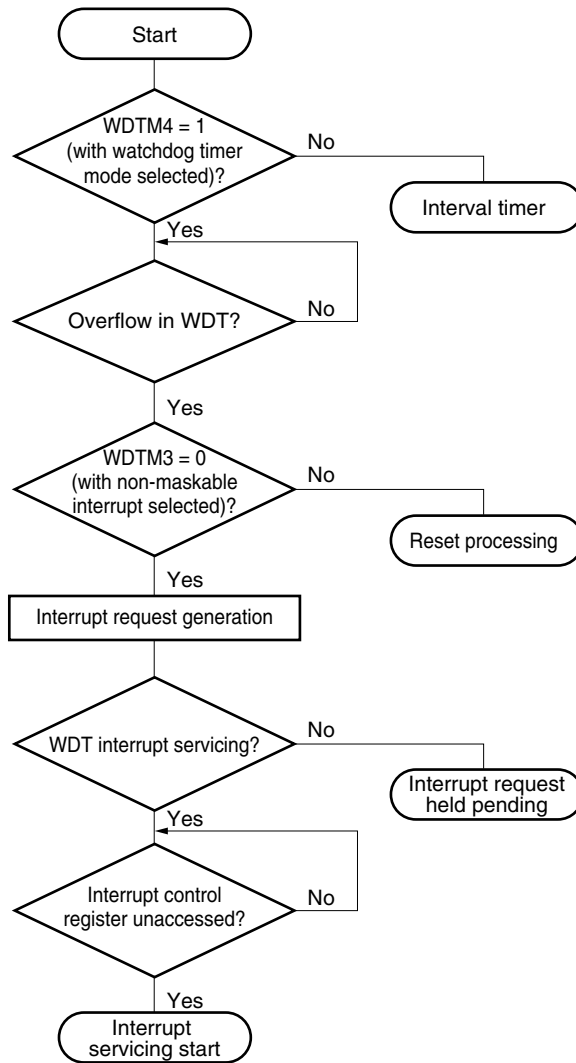 Start
WDTM4 = 1
(with watchdog timer
mode selected)?
No
Interval timer
Yes
Overflow in WDT?
No
Yes
WDTM3 = 0
(with non-maskable
interrupt selected)?
No
Reset processing
Yes
Interrupt request generation
WDT interrupt servicing?
No
Interrupt request
held pending
Yes
Interrupt control
register unaccessed?
No
Yes
Interrupt
servicing start